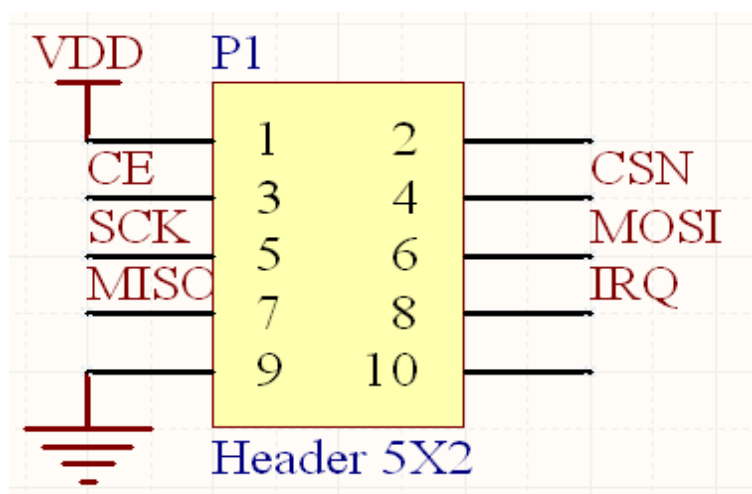 VDD P1
1 2
CE CSN
3 4
SCK MOSI
5 6
MISO IRQ
7 8
9 10
Header 5X2